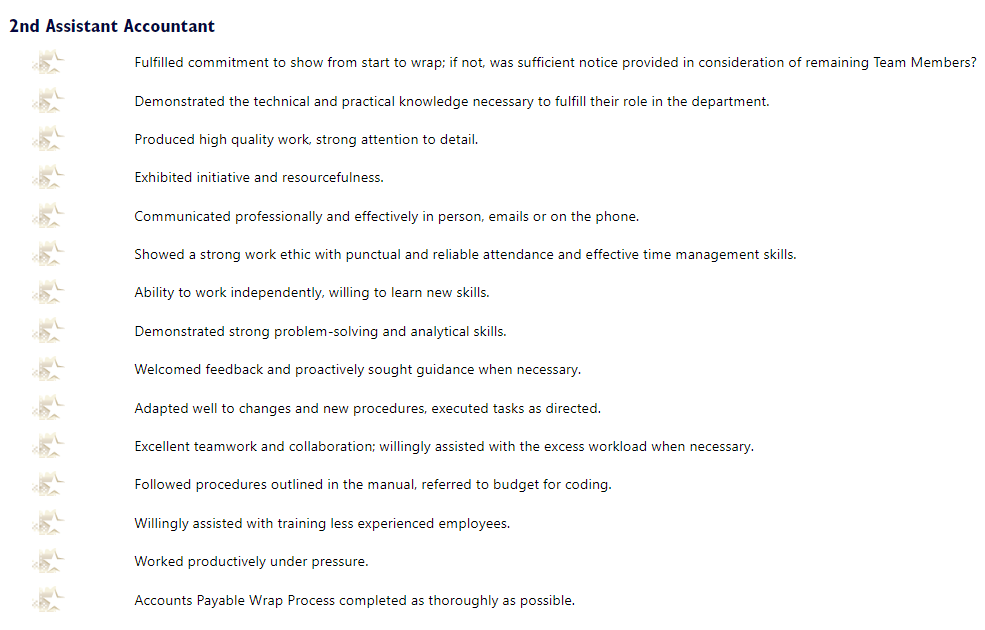 2nd Assistant Accountant
Fulfilled commitment to show from start to wrap; if not, was sufficient notice provided in consideration of remaining Team Members?
Demonstrated the technical and practical knowledge necessary to fulfill their role in the department.
Produced high quality work, strong attention to detail.
Exhibited initiative and resourcefulness.
Communicated professionally and effectively in person, emails or on the phone.
Showed a strong work ethic with punctual and reliable attendance and effective time management skills.
Ability to work independently, willing to learn new skills.
Demonstrated strong problem-solving and analytical skills.
Welcomed feedback and proactively sought guidance when necessary.
Adapted well to changes and new procedures, executed tasks as directed.
Excellent teamwork and collaboration; willingly assisted with the excess workload when necessary.
Followed procedures outlined in the manual, referred to budget for coding.
Willingly assisted with training less experienced employees.
Worked productively under pressure.
Accounts Payable Wrap Process completed as thoroughly as possible.